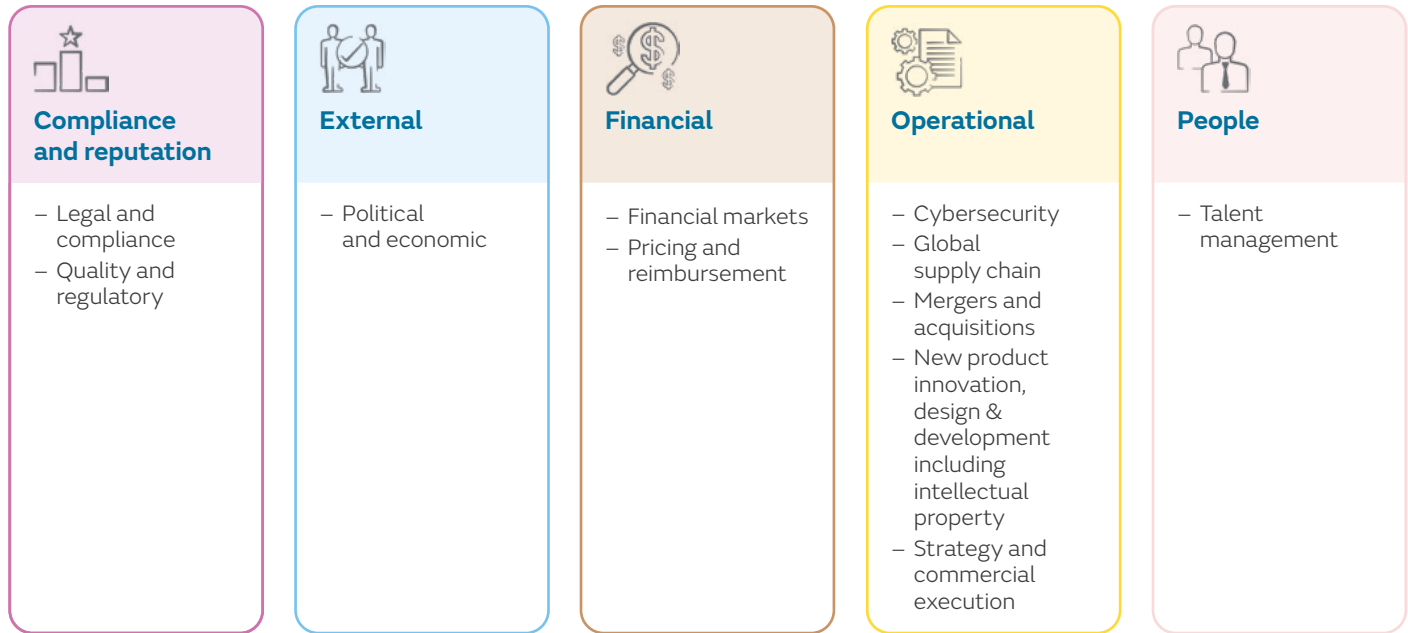 Compliance
and reputation
– Legal and
compliance
– Quality and
regulatory
External
– Political
and economic
Financial
– Financial markets
– Pricing and
reimbursement
Operational
– Cybersecurity
– Global
supply chain
– Mergers and
acquisitions
– New product
innovation,
design &
development
including
intellectual
property
– Strategy and
commercial
execution
People
– Talent
management